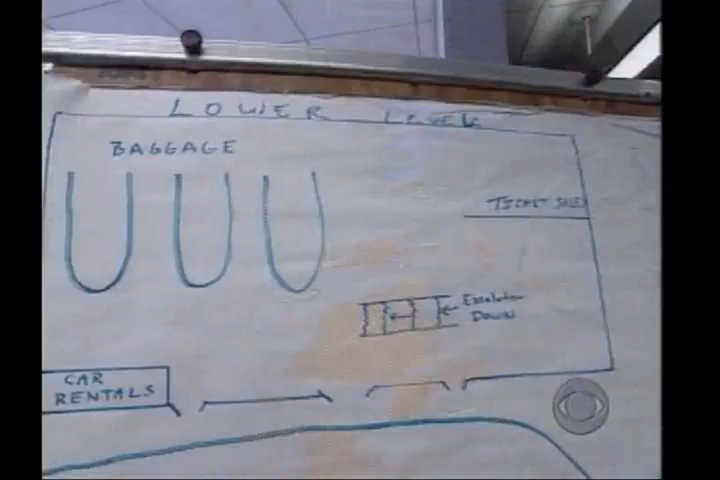 LOWER LEVEL
BAGGAGE
TICKET SALES
Escalator
DOWN
CAR
RENTALS